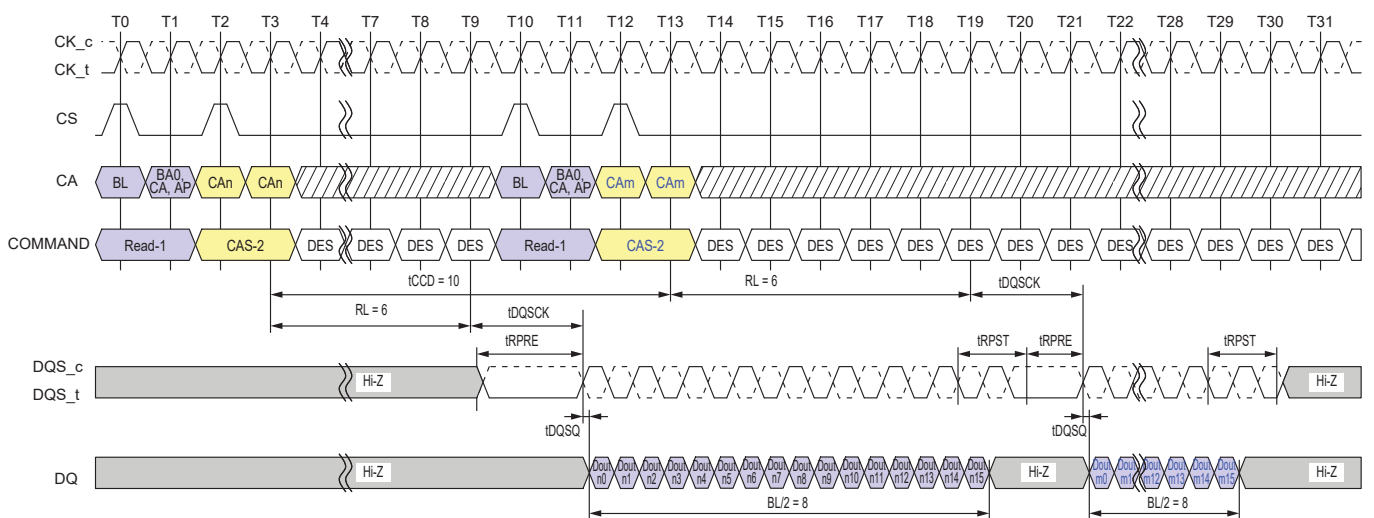 T0 T1 T2 T3 T4 T7 T8 T9 T10 T11 T12 T13 T14 T15 T16 T17 T18 T19 T20 T21 T22 T28 T29 T30 T31
CK_c
CK_t
CS
CA BL BA0, CA, AP CAn CAn BL BA0, CA, AP CAm CAm
COMMAND Read-1 CAS-2 DES DES DES DES Read-1 CAS-2 DES DES DES DES DES DES DES DES DES DES DES DES DES
tCCD = 10 RL = 6 tDQSCK
RL = 6 tDQSCK
tRPRE tRPST tRPRE tRPST
DQS_c
DQS_t
Hi-Z Hi-Z
tDQSQ tDQSQ
DQ Hi-Z Dout n0 Dout n1 Dout n2 Dout n3 Dout n4 Dout n5 Dout n6 Dout n7 Dout n8 Dout n9 Dout n10 Dout n11 Dout n12 Dout n13 Dout n14 Dout n15 Hi-Z Dout m0 Dout m1 Dout m12 Dout m13 Dout m14 Dout m15 Hi-Z
BL/2 = 8 BL/2 = 8